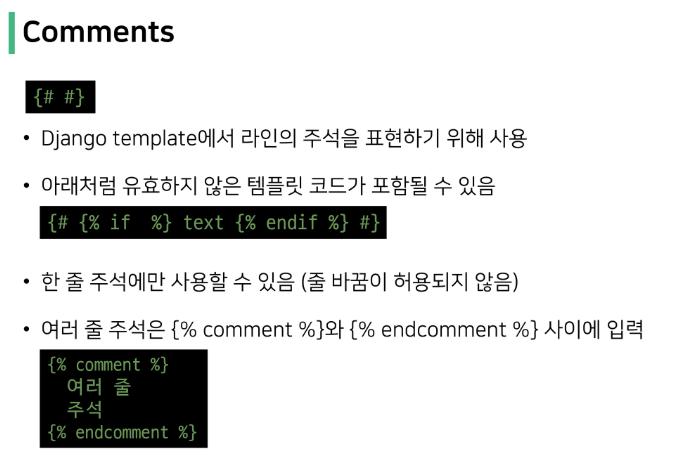 Comments
{# #}
• Django template에서 라인의 주석을 표현하기 위해 사용
• 아래처럼 유효하지 않은 템플릿 코드가 포함될 수 있음
{# {% if  %} text {% endif %} #}
• 한 줄 주석에만 사용할 수 있음 (줄 바꿈이 허용되지 않음)
• 여러 줄 주석은 {% comment %}와 {% endcomment %} 사이에 입력
{% comment %}
여러 줄
주석
{% endcomment %}